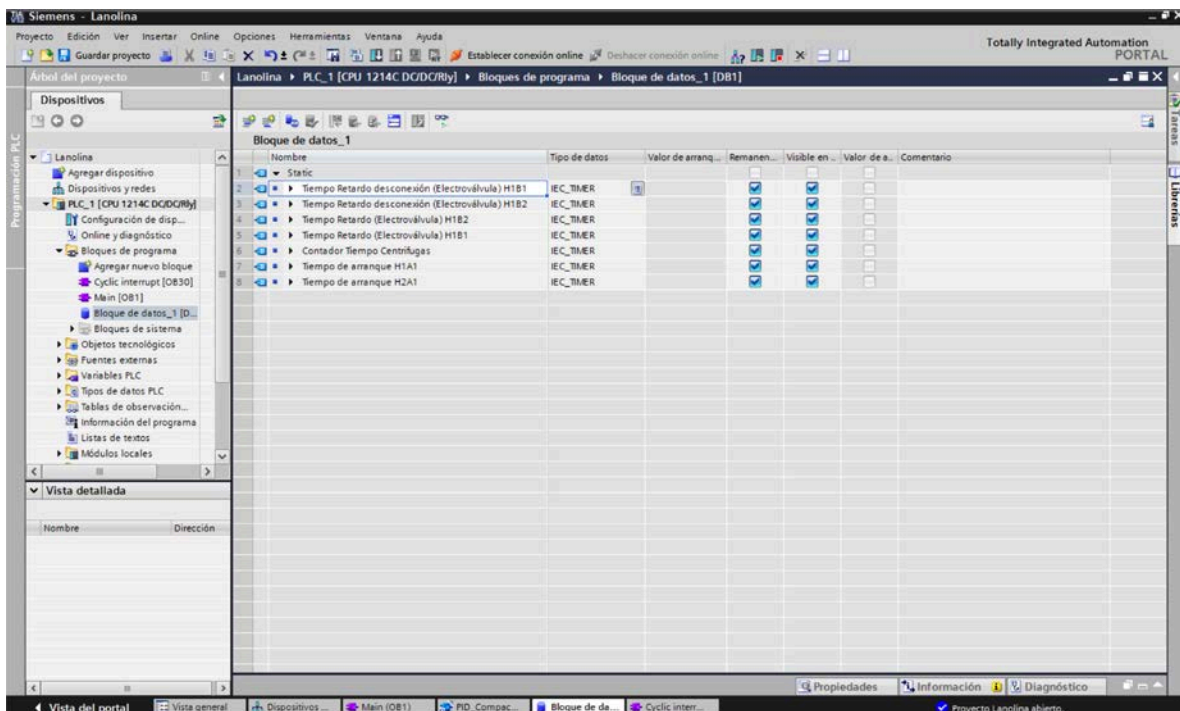 Siemens - Lanolina
Proyecto Edición Ver Insertar Online Opciones Herramientas Ventana Ayuda
Totally Integrated Automation
PORTAL
Guardar proyecto
Establecer conexión online
Deshacer conexión online
Árbol del proyecto
Lanolina PLC_1 [CPU 1214C DC/DC/Rly] Bloques de programa Bloque de datos_1 [DB1]
Dispositivos
Programación PLC
Lanolina
Agregar dispositivo
Dispositivos y redes
PLC_1 [CPU 1214C DC/DC/Rly]
Configuración de disp...
Online y diagnóstico
Bloques de programa
Agregar nuevo bloque
Cyclic interrupt [OB30]
Main [OB1]
Bloque de datos_1 [D...
Bloques de sistema
Objetos tecnológicos
Fuentes externas
Variables PLC
Tipos de datos PLC
Tablas de observación...
Información del programa
Listas de textos
Módulos locales
Vista detallada
Nombre Dirección
Bloque de datos_1
Nombre Tipo de datos Valor de arranq... Remanen... Visible en .. Valor de a.. Comentario
1 Static
2 Tiempo Retardo desconexión (Electroválvula) H1B1 IEC_TIMER
3 Tiempo Retardo desconexión (Electroválvula) H1B2 IEC_TIMER
4 Tiempo Retardo (Electroválvula) H1B2 IEC_TIMER
5 Tiempo Retardo (Electroválvula) H1B1 IEC_TIMER
6 Contador Tiempo Centrifugas IEC_TIMER
7 Tiempo de arranque H1A1 IEC_TIMER
8 Tiempo de arranque H2A1 IEC_TIMER
Tareas
Librerías
Propiedades Información Diagnóstico
Vista del portal Vista general Dispositivos ... Main (OB1) PID_Compac... Bloque de da... Cyclic interr... Proyecto Lanolina abierto.